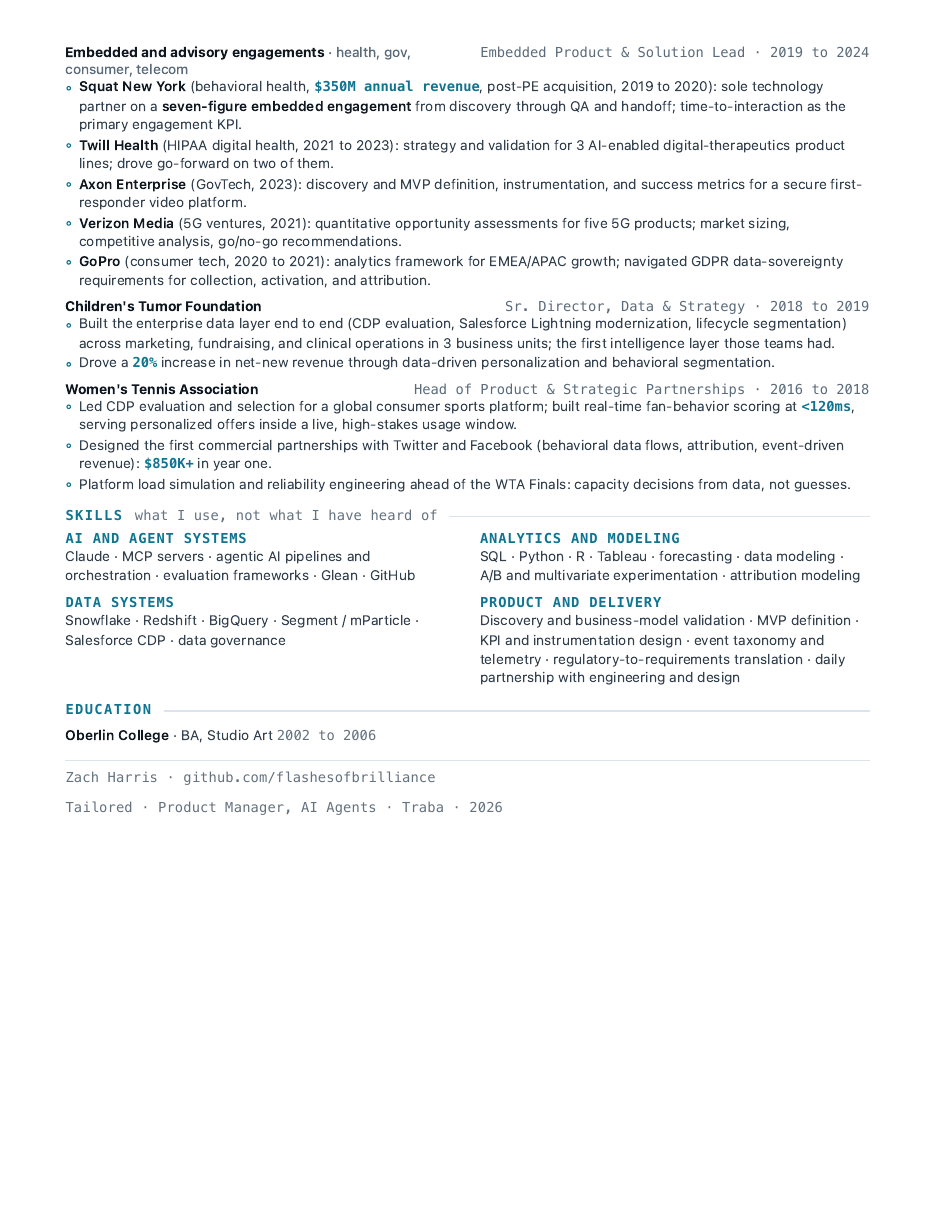 Embedded and advisory engagements · health, gov, consumer, telecom
Embedded Product & Solution Lead · 2019 to 2024
Squat New York (behavioral health, $350M annual revenue, post-PE acquisition, 2019 to 2020): sole technology
partner on a seven-figure embedded engagement from discovery through QA and handoff; time-to-interaction as the
primary engagement KPI.
Twill Health (HIPAA digital health, 2021 to 2023): strategy and validation for 3 AI-enabled digital-therapeutics product
lines; drove go-forward on two of them.
Axon Enterprise (GovTech, 2023): discovery and MVP definition, instrumentation, and success metrics for a secure first-
responder video platform.
Verizon Media (5G ventures, 2021): quantitative opportunity assessments for five 5G products; market sizing,
competitive analysis, go/no-go recommendations.
GoPro (consumer tech, 2020 to 2021): analytics framework for EMEA/APAC growth; navigated GDPR data-sovereignty
requirements for collection, activation, and attribution.
Children's Tumor Foundation Sr. Director, Data & Strategy · 2018 to 2019
Built the enterprise data layer end to end (CDP evaluation, Salesforce Lightning modernization, lifecycle segmentation)
across marketing, fundraising, and clinical operations in 3 business units; the first intelligence layer those teams had.
Drove a 20% increase in net-new revenue through data-driven personalization and behavioral segmentation.
Women's Tennis Association Head of Product & Strategic Partnerships · 2016 to 2018
Led CDP evaluation and selection for a global consumer sports platform; built real-time fan-behavior scoring at <120ms,
serving personalized offers inside a live, high-stakes usage window.
Designed the first commercial partnerships with Twitter and Facebook (behavioral data flows, attribution, event-driven
revenue): $850K+ in year one.
Platform load simulation and reliability engineering ahead of the WTA Finals: capacity decisions from data, not guesses.
SKILLS what I use, not what I have heard of
AI AND AGENT SYSTEMS
Claude · MCP servers · agentic AI pipelines and
orchestration · evaluation frameworks · Glean · GitHub
ANALYTICS AND MODELING
SQL · Python · R · Tableau · forecasting · data modeling ·
A/B and multivariate experimentation · attribution modeling
DATA SYSTEMS
Snowflake · Redshift · BigQuery · Segment / mParticle ·
Salesforce CDP · data governance
PRODUCT AND DELIVERY
Discovery and business-model validation · MVP definition ·
KPI and instrumentation design · event taxonomy and
telemetry · regulatory-to-requirements translation · daily
partnership with engineering and design
EDUCATION
Oberlin College · BA, Studio Art 2002 to 2006
Zach Harris · github.com/flashesofbrilliance
Tailored · Product Manager, AI Agents · Traba · 2026